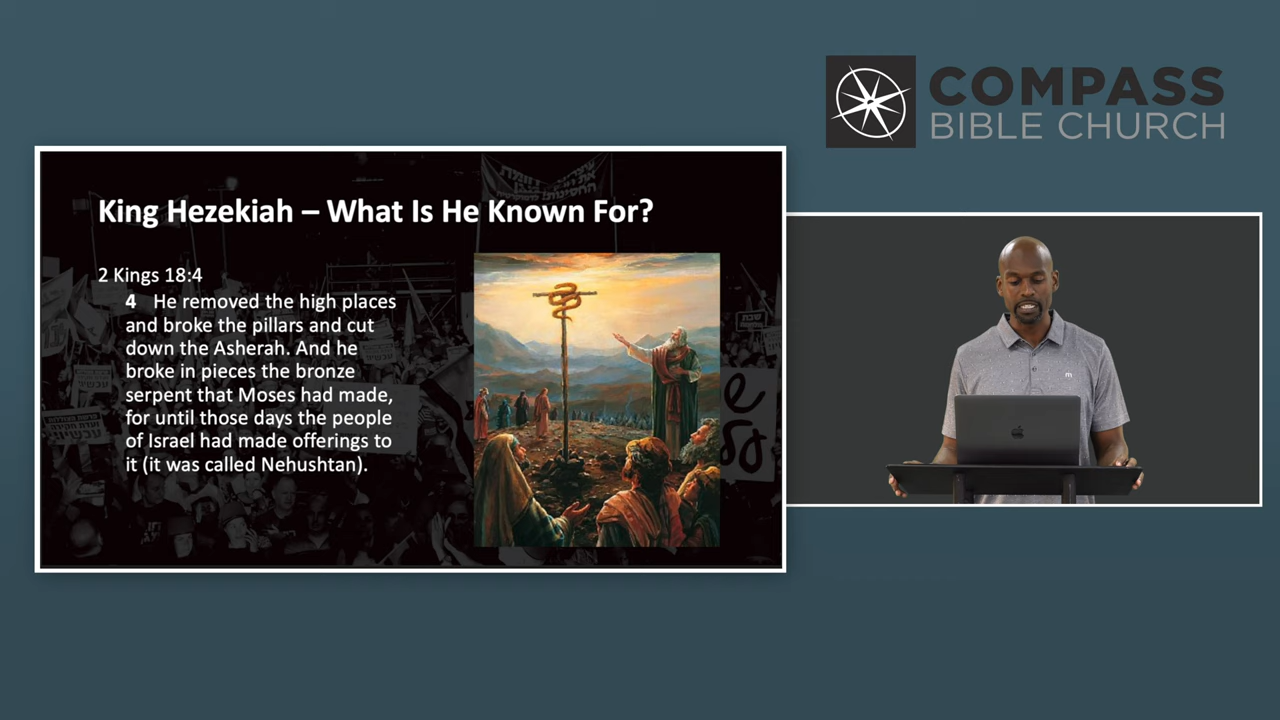 COMPASS
BIBLE CHURCH
King Hezekiah – What Is He Known For?
2 Kings 18:4
4 He removed the high places
and broke the pillars and cut
down the Asherah. And he
broke in pieces the bronze
serpent that Moses had made,
for until those days the people
of Israel had made offerings to
it (it was called Nehushtan).
m